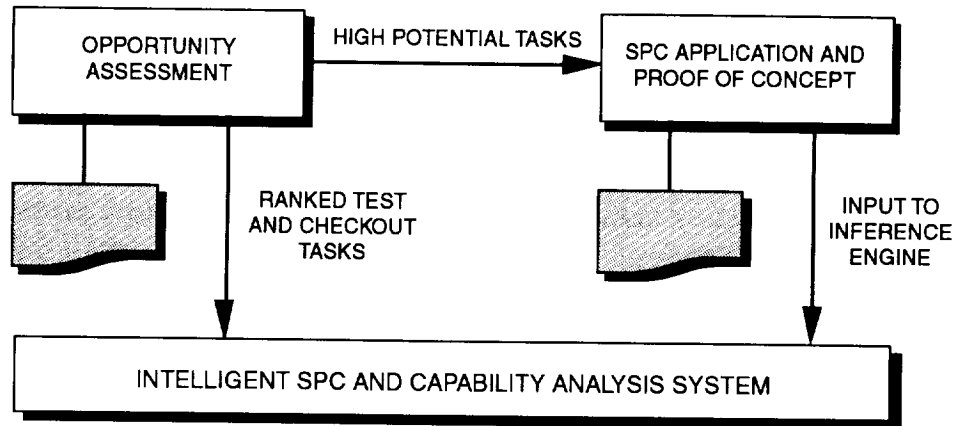 OPPORTUNITY
ASSESSMENT
HIGH POTENTIAL TASKS
SPC APPLICATION AND
PROOF OF CONCEPT
RANKED TEST
AND CHECKOUT
TASKS
INPUT TO
INFERENCE
ENGINE
INTELLIGENT SPC AND CAPABILITY ANALYSIS SYSTEM